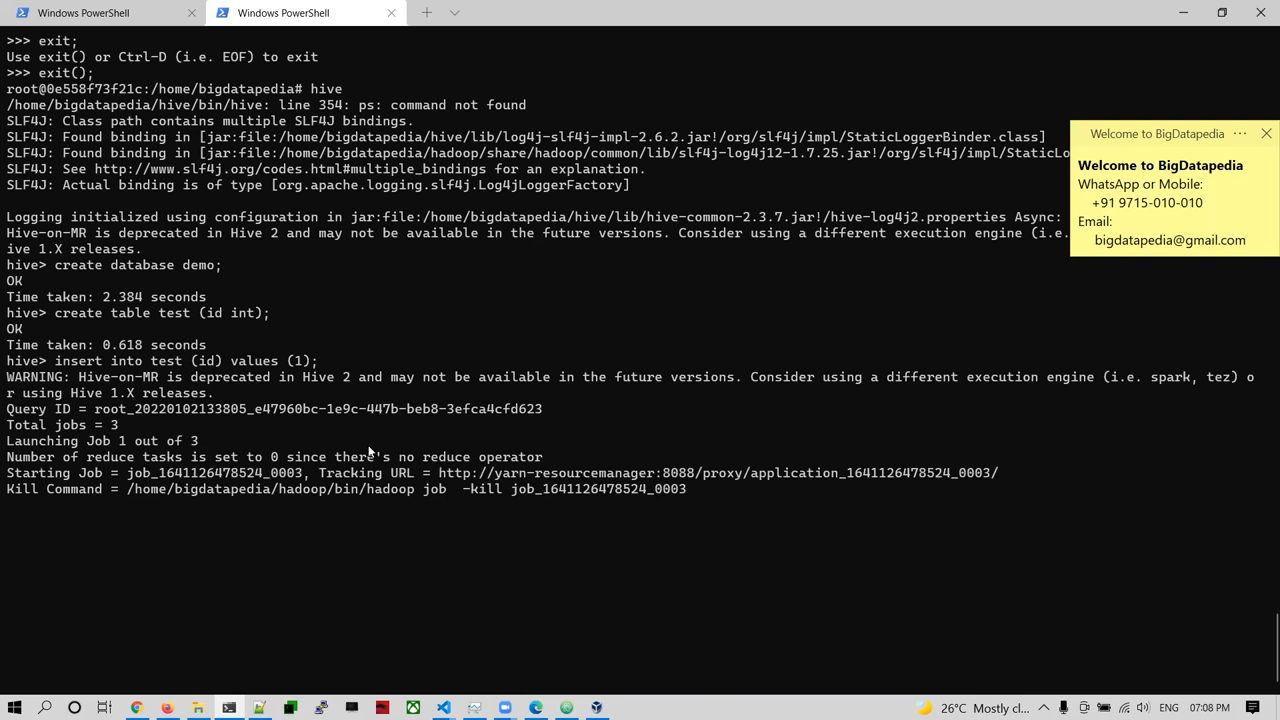 Windows PowerShell
Windows PowerShell
>>> exit;
Use exit() or Ctrl-D (i.e. EOF) to exit
>>> exit();
root@0e558f73f21c:/home/bigdatapedia# hive
/home/bigdatapedia/hive/bin/hive: line 354: ps: command not found
SLF4J: Class path contains multiple SLF4J bindings.
SLF4J: Found binding in [jar:file:/home/bigdatapedia/hive/lib/log4j-slf4j-impl-2.6.2.jar!/org/slf4j/impl/StaticLoggerBinder.class]
SLF4J: Found binding in [jar:file:/home/bigdatapedia/hadoop/share/hadoop/common/lib/slf4j-log4j12-1.7.25.jar!/org/slf4j/impl/StaticLo
SLF4J: See http://www.slf4j.org/codes.html#multiple_bindings for an explanation.
SLF4J: Actual binding is of type [org.apache.logging.slf4j.Log4jLoggerFactory]
Logging initialized using configuration in jar:file:/home/bigdatapedia/hive/lib/hive-common-2.3.7.jar!/hive-log4j2.properties Async:
Hive-on-MR is deprecated in Hive 2 and may not be available in the future versions. Consider using a different execution engine (i.e.
ive 1.X releases.
hive> create database demo;
OK
Time taken: 2.384 seconds
hive> create table test (id int);
OK
Time taken: 0.618 seconds
hive> insert into test (id) values (1);
WARNING: Hive-on-MR is deprecated in Hive 2 and may not be available in the future versions. Consider using a different execution engine (i.e. spark, tez) o
r using Hive 1.X releases.
Query ID = root_20220102133805_e47960bc-1e9c-447b-beb8-3efca4cfd623
Total jobs = 3
Launching Job 1 out of 3
Number of reduce tasks is set to 0 since there's no reduce operator
Starting Job = job_1641126478524_0003, Tracking URL = http://yarn-resourcemanager:8088/proxy/application_1641126478524_0003/
Kill Command = /home/bigdatapedia/hadoop/bin/hadoop job  -kill job_1641126478524_0003
Welcome to BigDatapedia
Welcome to BigDatapedia
WhatsApp or Mobile:
+91 9715-010-010
Email:
bigdatapedia@gmail.com
26°C Mostly cl...
ENG
07:08 PM